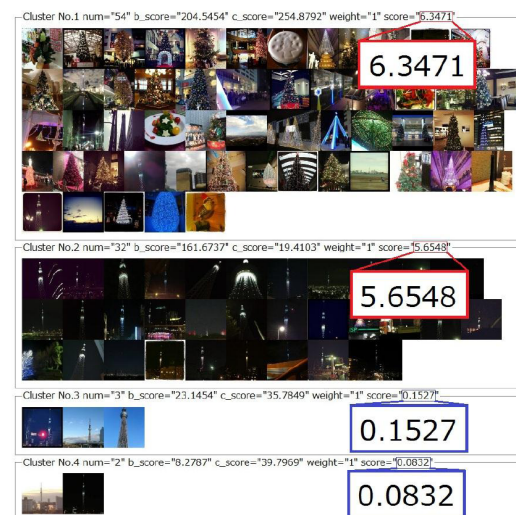 Cluster No.1 num="54" b_score="204.5454" c_score="254.8792" weight="1" score="6.3471"
6.3471
Cluster No.2 num="32" b_score="161.6737" c_score="19.4103" weight="1" score="5.6548"
5.6548
Cluster No.3 num="3" b_score="23.1454" c_score="35.7849" weight="1" score="0.1527"
0.1527
Cluster No.4 num="2" b_score="8.2787" c_score="39.7969" weight="1" score="0.0832"
0.0832